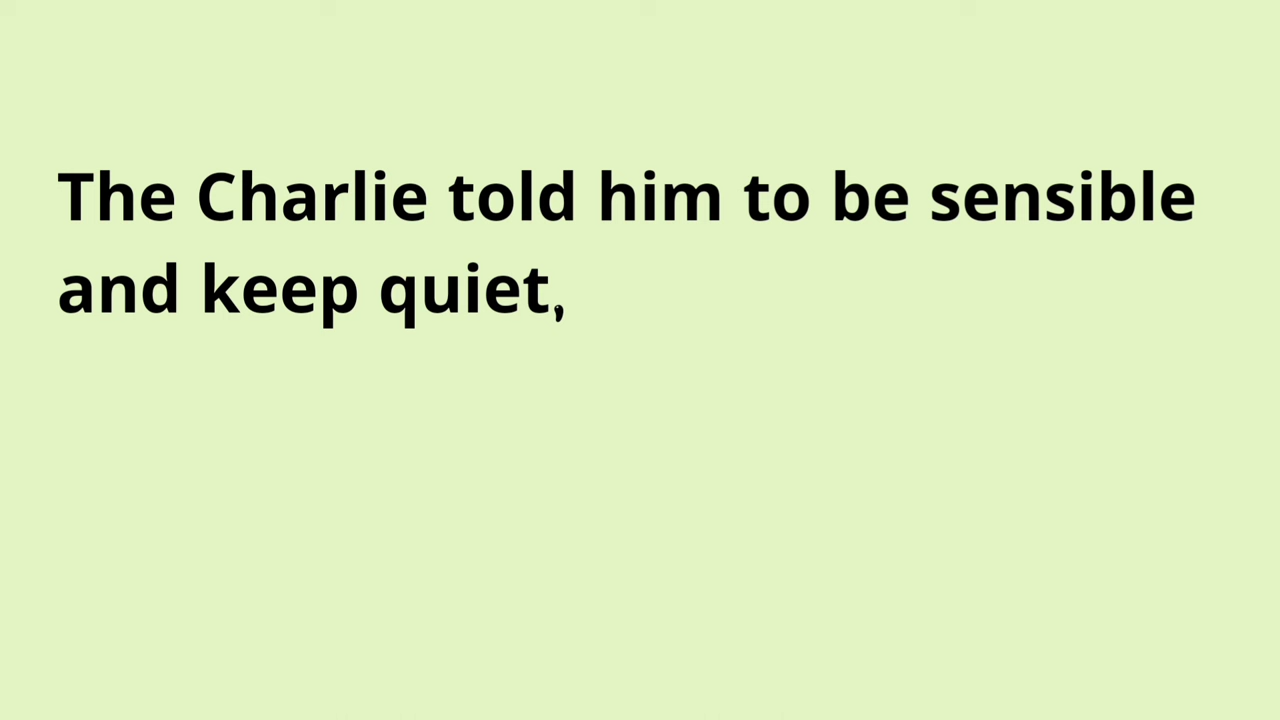 The Charlie told him to be sensible
and keep quiet,